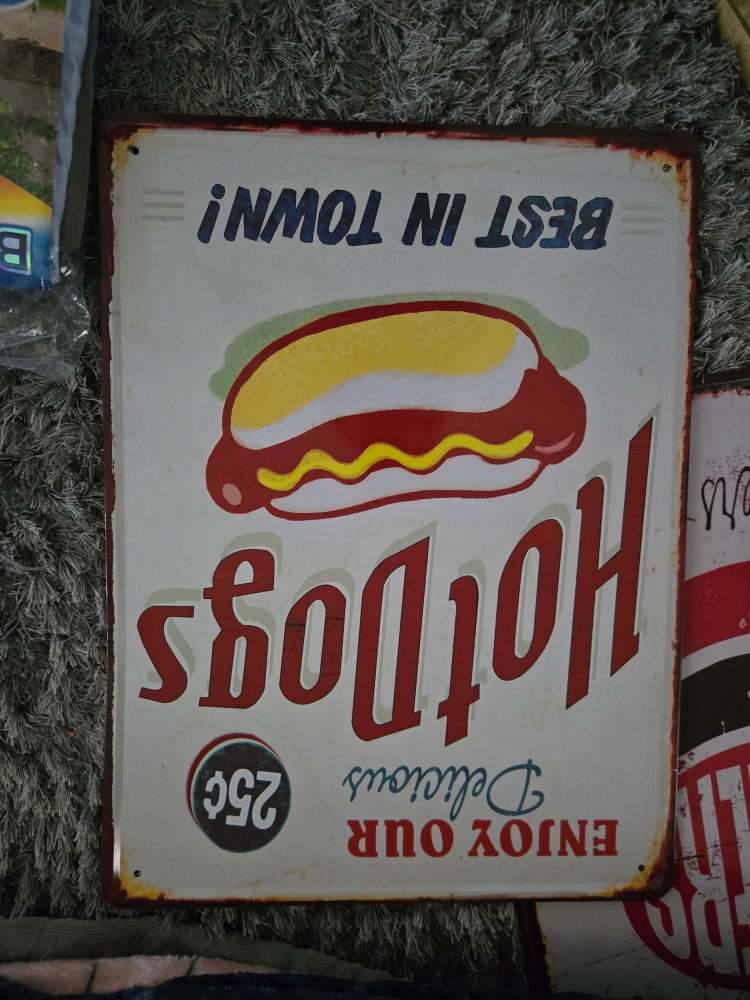 ENJOY OUR
Delicious
25¢
HotDogs
BEST IN TOWN!
B